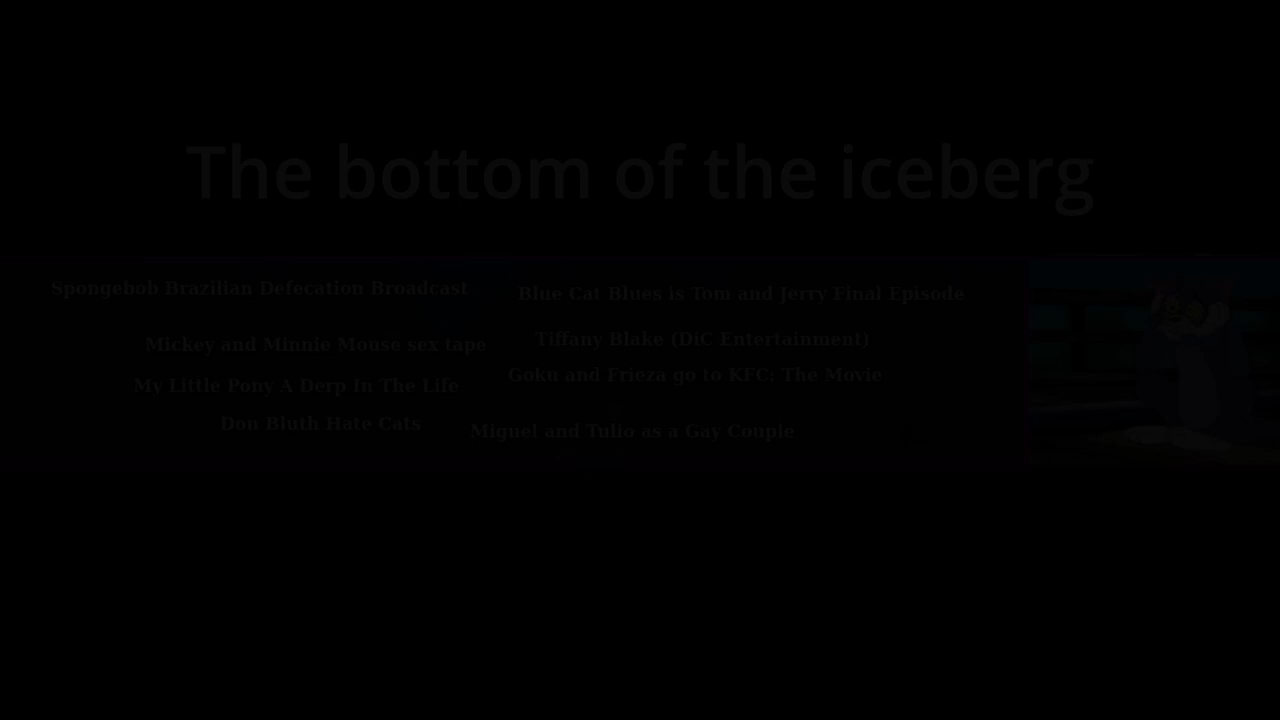 The bottom of the iceberg
Spongebob Brazilian Defecation Broadcast
Blue Cat Blues is Tom and Jerry Final Episode
Mickey and Minnie Mouse sex tape
Tiffany Blake (DiC Entertainment)
My Little Pony A Derp In The Life
Goku and Frieza go to KFC: The Movie
Don Bluth Hate Cats
Miguel and Tulio as a Gay Couple